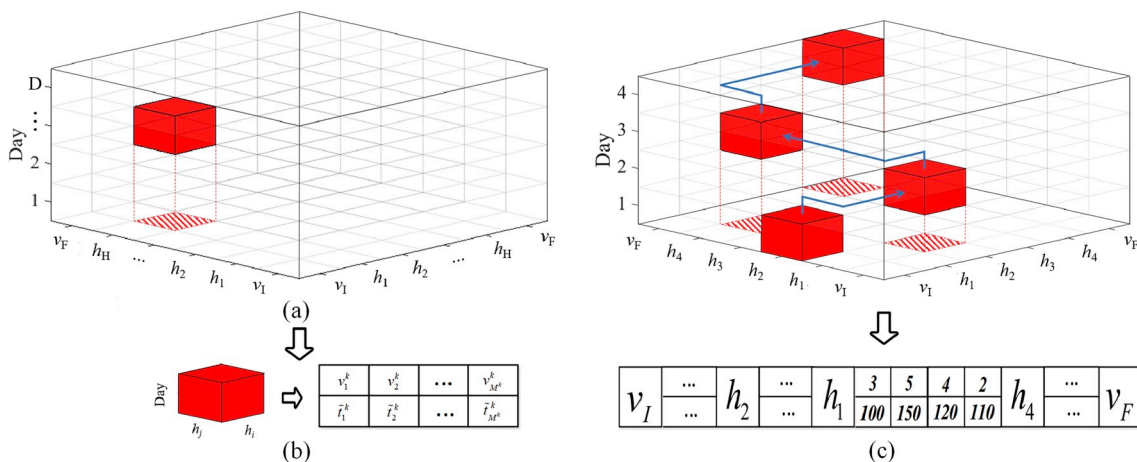 D
⋮
Day
2
1
v_F h_H ... h_2 h_1 v_I
v_I h_1 h_2 ... h_H v_F
(a)
4
3
Day
2
1
v_F h_4 h_3 h_2 h_1 v_I
v_I h_1 h_2 h_3 h_4 v_F
Day
h_j h_i
v_1^k v_2^k ... v_{M^k}^k
t̃_1^k t̃_2^k ... t̃_{M^k}^k
(b)
... ... 3 5 4 2 ...
v_I h_2 h_1 h_4 v_F
... ... 100 150 120 110 ...
(c)